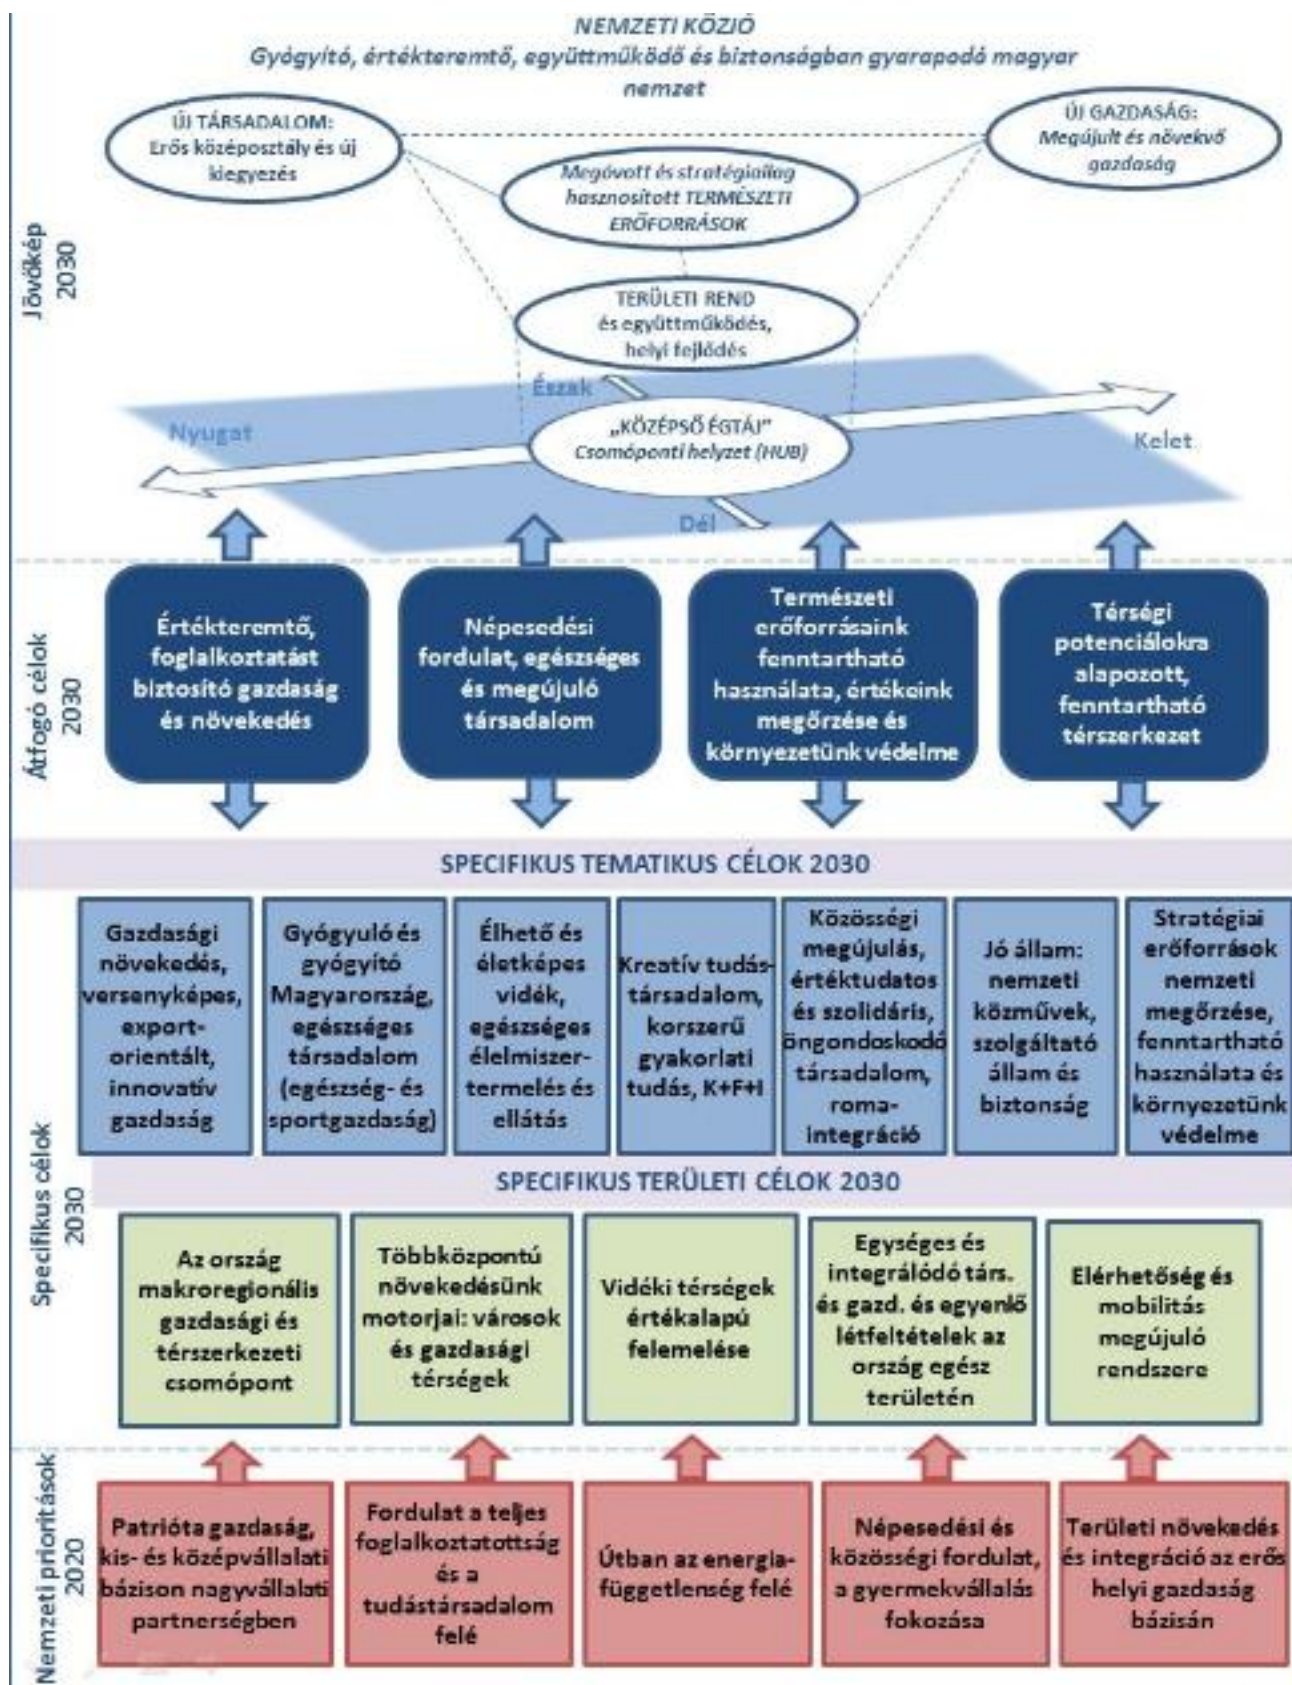 NEMZETI KÖZJÓ
Gyógyító, értékteremtő, együttműködő és biztonságban gyarapodó magyar
nemzet
ÚJ TÁRSADALOM:
Erős középosztály és új
kiegyezés
ÚJ GAZDASÁG:
Megújult és növekvő
gazdaság
Megóvott és stratégiailag
hasznosított TERMÉSZETI
ERŐFORRÁSOK
TERÜLETI REND
és együttműködés,
helyi fejlődés
Jövőkép
2030
Észak
Nyugat
„KÖZÉPSŐ ÉGTÁJ”
Csomóponti helyzet (HUB)
Kelet
Dél
Átfogó célok
2030
Értékteremtő,
foglalkoztatást
biztosító gazdaság
és növekedés
Népesedési
fordulat, egészséges
és megújuló
társadalom
Természeti
erőforrásaink
fenntartható
használata, értékeink
megőrzése és
környezetünk védelme
Térségi
potenciálokra
alapozott,
fenntartható
térszerkezet
Specifikus célok
2030
SPECIFIKUS TEMATIKUS CÉLOK 2030
Gazdasági
növekedés,
versenyképes,
export-
orientált,
innovatív
gazdaság
Gyógyuló és
gyógyító
Magyarország,
egészséges
társadalom
(egészség- és
sportgazdaság)
Élhető és
életképes
vidék,
egészséges
élelmiszer-
termelés és
ellátás
Kreatív tudás-
társadalom,
korszerű
gyakorlati
tudás, K+F+I
Közösségi
megújulás,
értéktudatos
és szolidáris,
öngondoskodó
társadalom,
roma-
integráció
Jó állam:
nemzeti
közművek,
szolgáltató
állam és
biztonság
Stratégiai
erőforrások
nemzeti
megőrzése,
fenntartható
használata és
környezetünk
védelme
SPECIFIKUS TERÜLETI CÉLOK 2030
Az ország
makroregionális
gazdasági és
térszerkezeti
csomópont
Többközpontú
növekedésünk
motorjai: városok
és gazdasági
térségek
Vidéki térségek
értékalapú
felemelése
Egységes és
integrálódó társ.
és gazd. és egyenlő
létfeltételek az
ország egész
területén
Elérhetőség és
mobilitás
megújuló
rendszere
Nemzeti prioritások
2020
Patrióta gazdaság,
kis- és középvállalati
bázison nagyvállalati
partnerségben
Fordulat a teljes
foglalkoztatottság
és a
tudástársadalom
felé
Útban az energia-
függetlenség felé
Népesedési és
közösségi fordulat,
a gyermekvállalás
fokozása
Területi növekedés
és integráció az erős
helyi gazdaság
bázisán